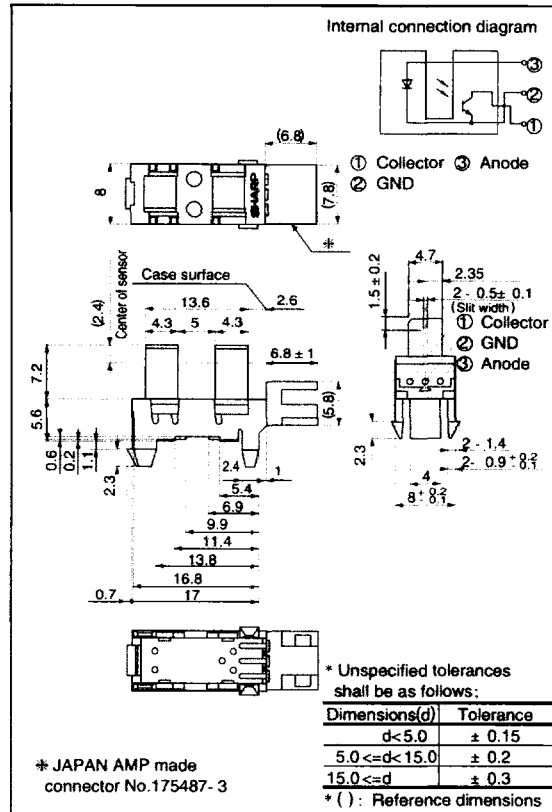 Internal connection diagram
③
②
①
① Collector ③ Anode
② GND
(6.8)
8
SHARP
(7.8)
※
Case surface
Center of sensor
(2.4)
13.6
2.6
4.3 5 4.3
6.8 ± 1
7.2
5.6
(5.8)
0.6
0.2
1.1
2.3
2.4
1
5.4
6.9
9.9
11.4
13.8
16.8
0.7
17
4.7
1.5 ± 0.2
2.35
2 - 0.5± 0.1
(Slit width)
① Collector
② GND
③ Anode
2.3
2 - 1.4
2 - 0.9 +0.2 -0.1
4
8 +0.2 -0.1
* Unspecified tolerances
shall be as follows;
Dimensions(d) Tolerance
d<5.0 ± 0.15
5.0 <=d< 15.0 ± 0.2
15.0 <=d ± 0.3
* ( ) : Reference dimensions
※ JAPAN AMP made
connector No.175487- 3